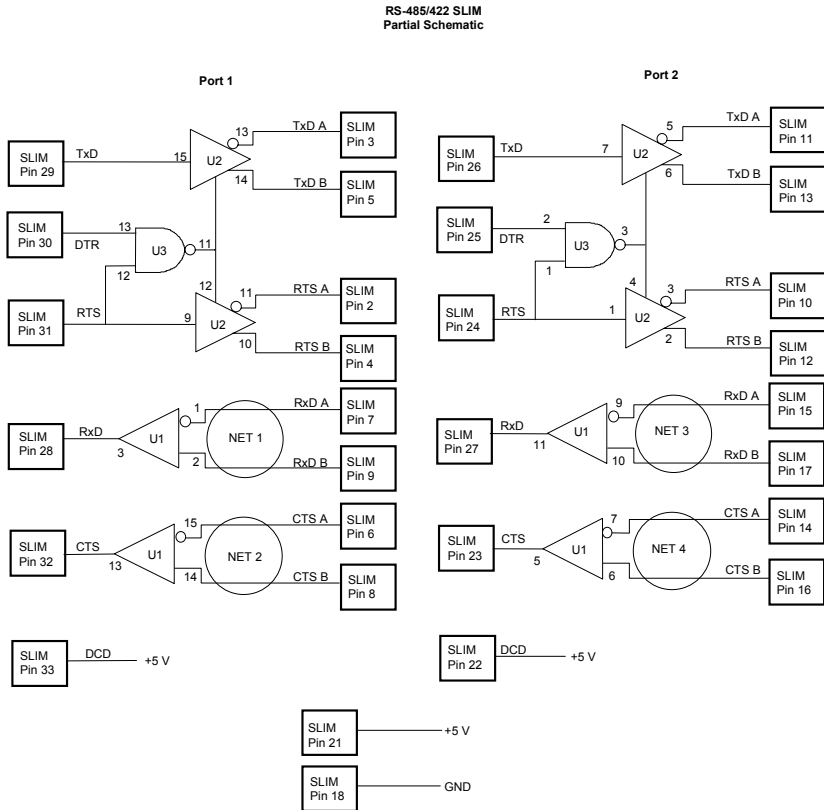 RS-485/422 SLIM
Partial Schematic
Port 1
SLIM
Pin 29
TxD
15
U2
13
TxD A
SLIM
Pin 3
14
TxD B
SLIM
Pin 5
SLIM
Pin 30
13
DTR
12
U3
11
SLIM
Pin 31
RTS
9
12
U2
11
RTS A
SLIM
Pin 2
10
RTS B
SLIM
Pin 4
SLIM
Pin 28
RxD
3
U1
1
RxD A
SLIM
Pin 7
NET 1
2
RxD B
SLIM
Pin 9
SLIM
Pin 32
CTS
13
U1
15
CTS A
SLIM
Pin 6
NET 2
14
CTS B
SLIM
Pin 8
SLIM
Pin 33
DCD
+5 V
Port 2
SLIM
Pin 26
TxD
7
U2
5
TxD A
SLIM
Pin 11
6
TxD B
SLIM
Pin 13
SLIM
Pin 25
2
DTR
1
U3
3
SLIM
Pin 24
RTS
1
4
U2
3
RTS A
SLIM
Pin 10
2
RTS B
SLIM
Pin 12
SLIM
Pin 27
RxD
11
U1
9
RxD A
SLIM
Pin 15
NET 3
10
RxD B
SLIM
Pin 17
SLIM
Pin 23
CTS
5
U1
7
CTS A
SLIM
Pin 14
NET 4
6
CTS B
SLIM
Pin 16
SLIM
Pin 22
DCD
+5 V
SLIM
Pin 21
+5 V
SLIM
Pin 18
GND